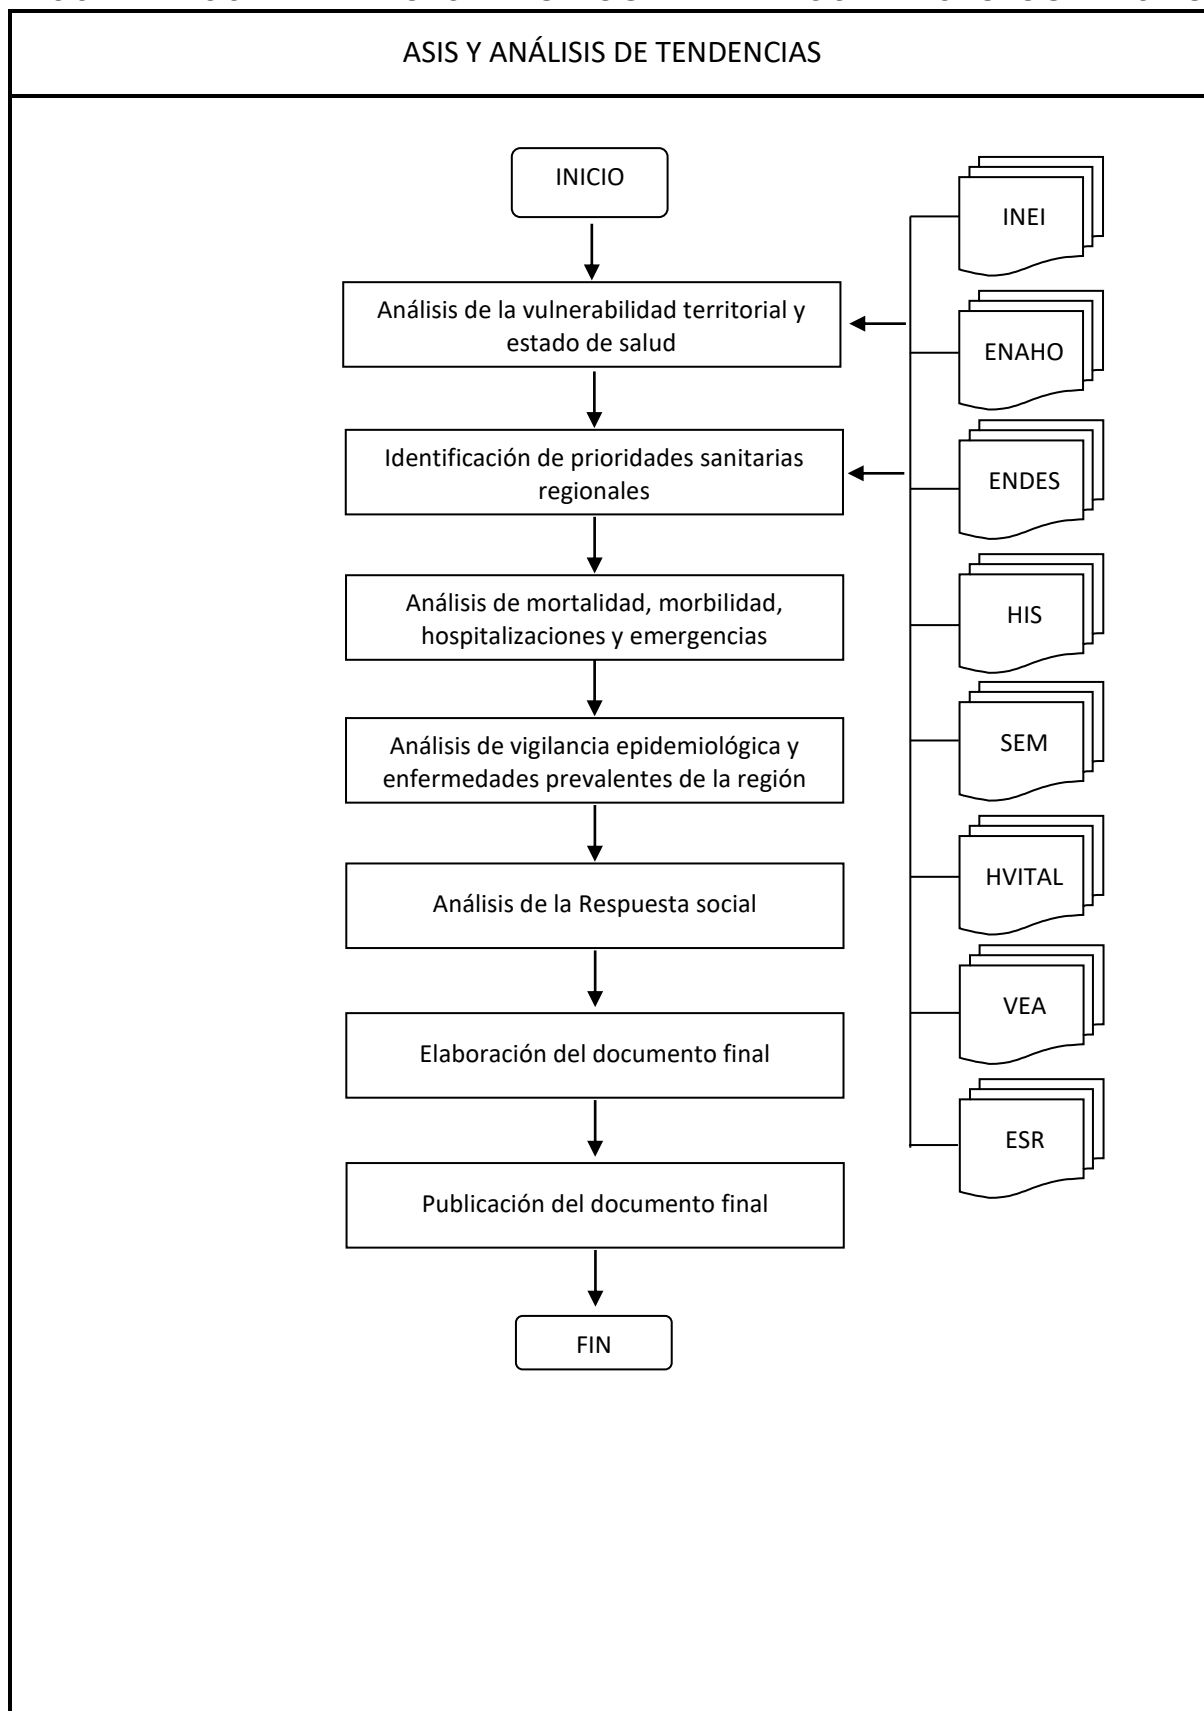 ASIS Y ANÁLISIS DE TENDENCIAS
INICIO
Análisis de la vulnerabilidad territorial y
estado de salud
Identificación de prioridades sanitarias
regionales
Análisis de mortalidad, morbilidad,
hospitalizaciones y emergencias
Análisis de vigilancia epidemiológica y
enfermedades prevalentes de la región
Análisis de la Respuesta social
Elaboración del documento final
Publicación del documento final
FIN
INEI
ENAHO
ENDES
HIS
SEM
HVITAL
VEA
ESR